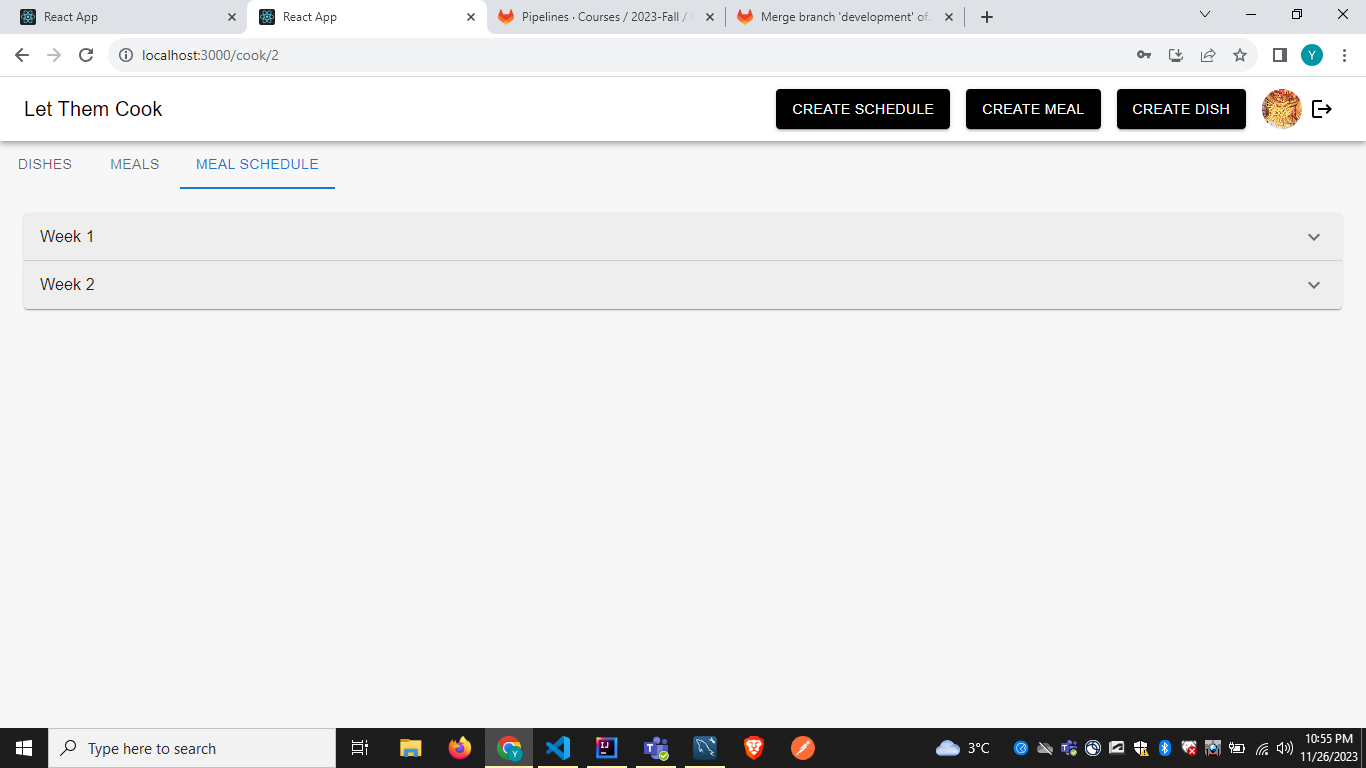 React App
React App
Pipelines · Courses / 2023-Fall /
Merge branch 'development' of
localhost:3000/cook/2
Y
Let Them Cook
CREATE SCHEDULE
CREATE MEAL
CREATE DISH
DISHES
MEALS
MEAL SCHEDULE
Week 1
Week 2
Type here to search
3°C
10:55 PM
11/26/2023